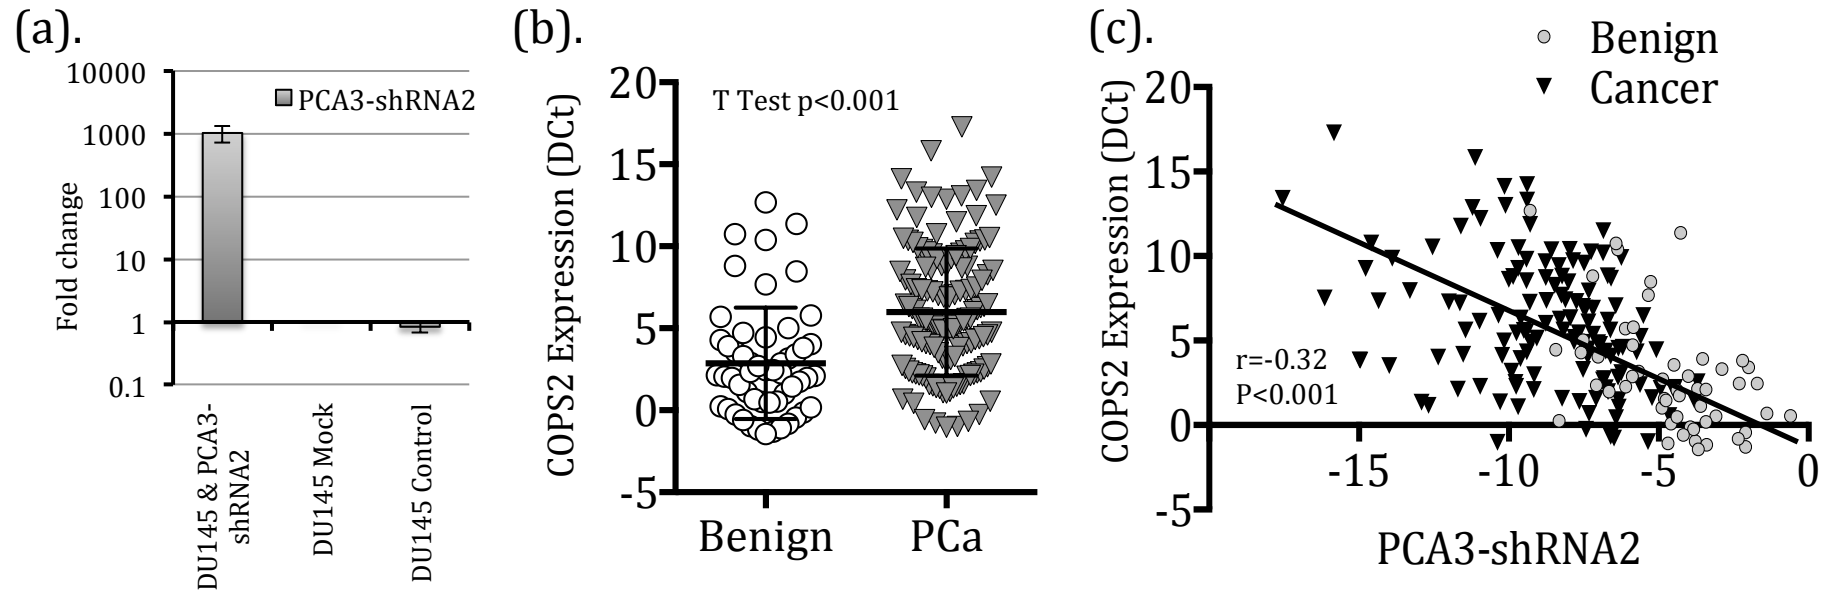 (a).
10000
1000
100
10
1
0.1
Fold change
PCA3-shRNA2
DU145 & PCA3-
shRNA2
DU145 Mock
DU145 Control
(b).
20
15
10
5
0
-5
COPS2 Expression (DCt)
T Test p<0.001
Benign
PCa
(c).
Benign
Cancer
20
15
10
5
0
-5
COPS2 Expression (DCt)
r=-0.32
P<0.001
-15
-10
-5
0
PCA3-shRNA2